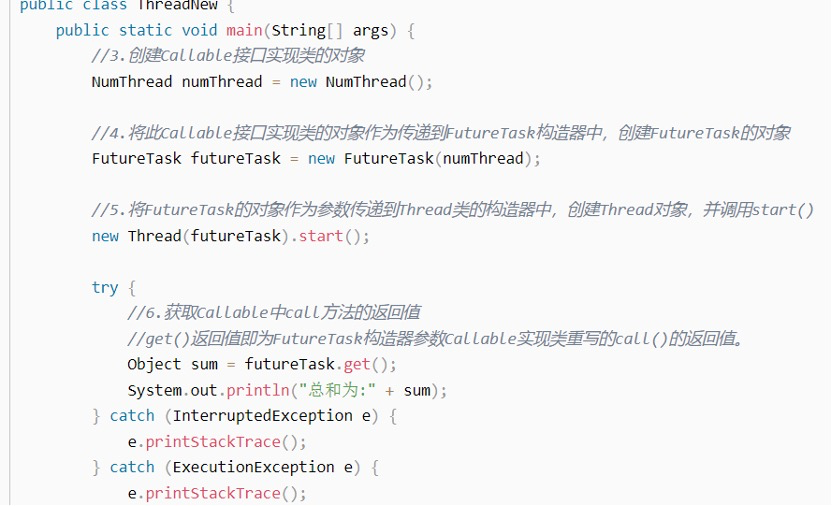 public class ThreadNew {
public static void main(String[] args) {
//3.创建Callable接口实现类的对象
NumThread numThread = new NumThread();
//4.将此Callable接口实现类的对象作为传递到FutureTask构造器中，创建FutureTask的对象
FutureTask futureTask = new FutureTask(numThread);
//5.将FutureTask的对象作为参数传递到Thread类的构造器中，创建Thread对象，并调用start()
new Thread(futureTask).start();
try {
//6.获取Callable中call方法的返回值
//get()返回值即为FutureTask构造器参数Callable实现类重写的call()的返回值。
Object sum = futureTask.get();
System.out.println("总和为:" + sum);
} catch (InterruptedException e) {
e.printStackTrace();
} catch (ExecutionException e) {
e.printStackTrace();